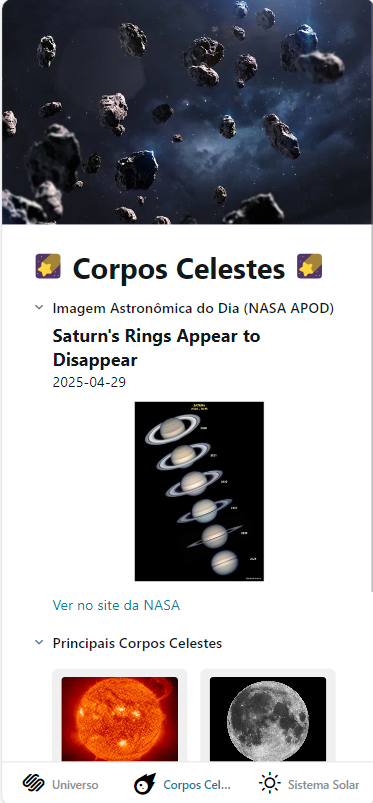 Corpos Celestes
Imagem Astronômica do Dia (NASA APOD)
Saturn's Rings Appear to
Disappear
2025-04-29
Ver no site da NASA
Principais Corpos Celestes
Universo
Corpos Cel...
Sistema Solar